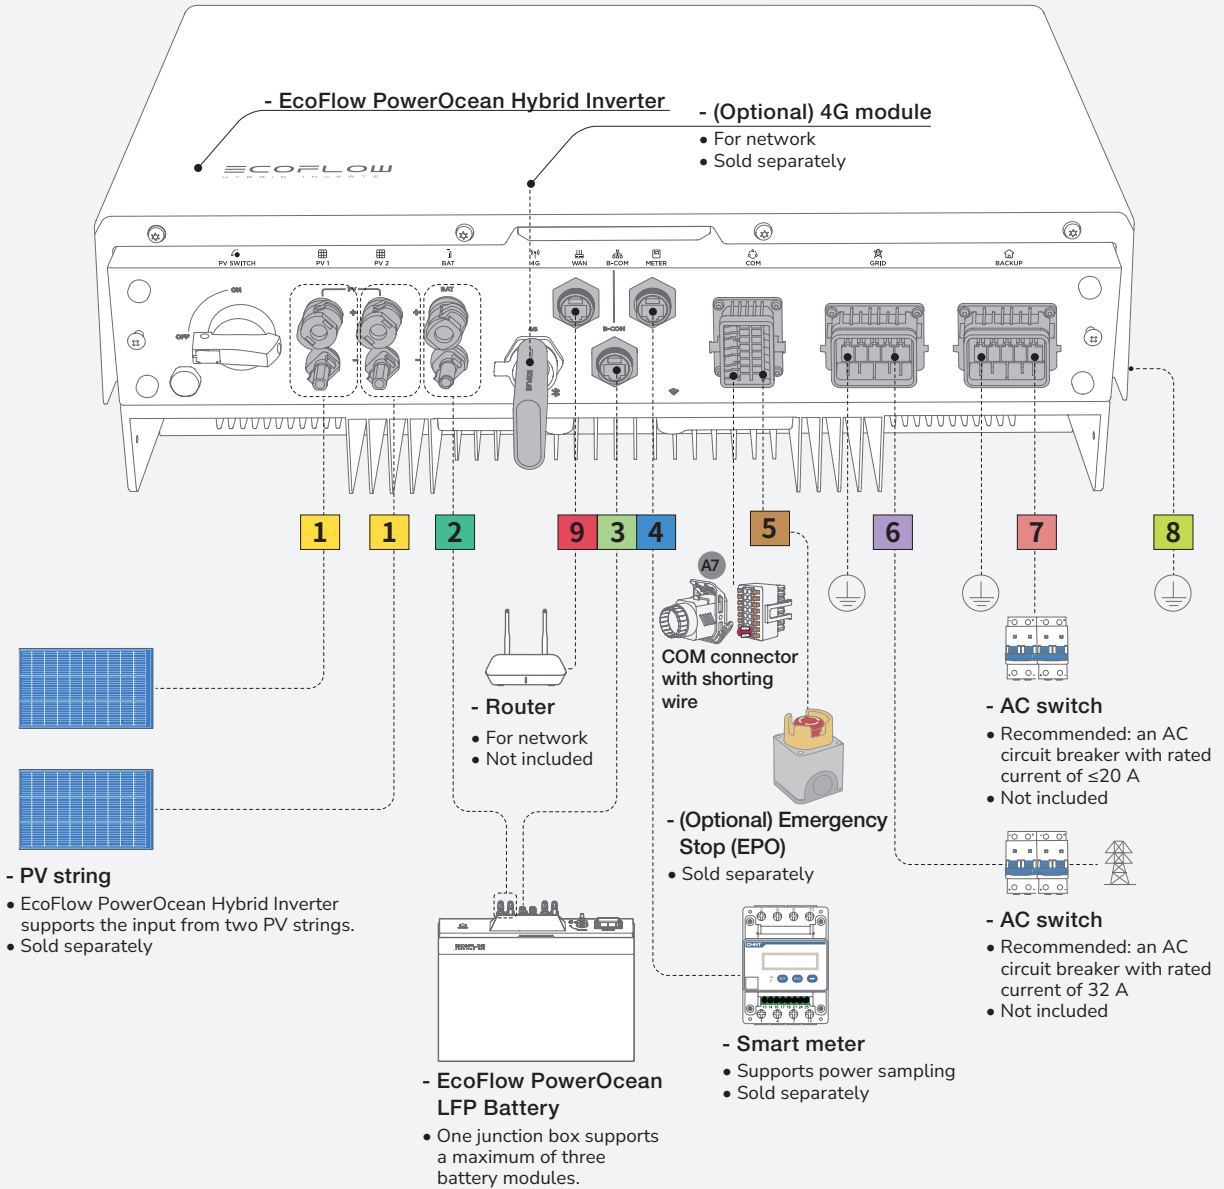 - EcoFlow PowerOcean Hybrid Inverter
- (Optional) 4G module
• For network
• Sold separately
ECOFLOW
HYBRID INVERTE
PV SWITCH
PV 1
PV 2
BAT
4G
WAN
B-COM
METER
COM
GRID
BACKUP
ON
OFF
PV
+
+
-
-
BAT
4G
B-COM
1
1
2
9
3
4
5
6
7
8
A7
COM connector
with shorting
wire
- Router
• For network
• Not included
- AC switch
• Recommended: an AC
circuit breaker with rated
current of ≤20 A
• Not included
- (Optional) Emergency
Stop (EPO)
• Sold separately
- PV string
• EcoFlow PowerOcean Hybrid Inverter
supports the input from two PV strings.
• Sold separately
- AC switch
• Recommended: an AC
circuit breaker with rated
current of 32 A
• Not included
CHNT
- Smart meter
• Supports power sampling
• Sold separately
- EcoFlow PowerOcean
LFP Battery
• One junction box supports
a maximum of three
battery modules.